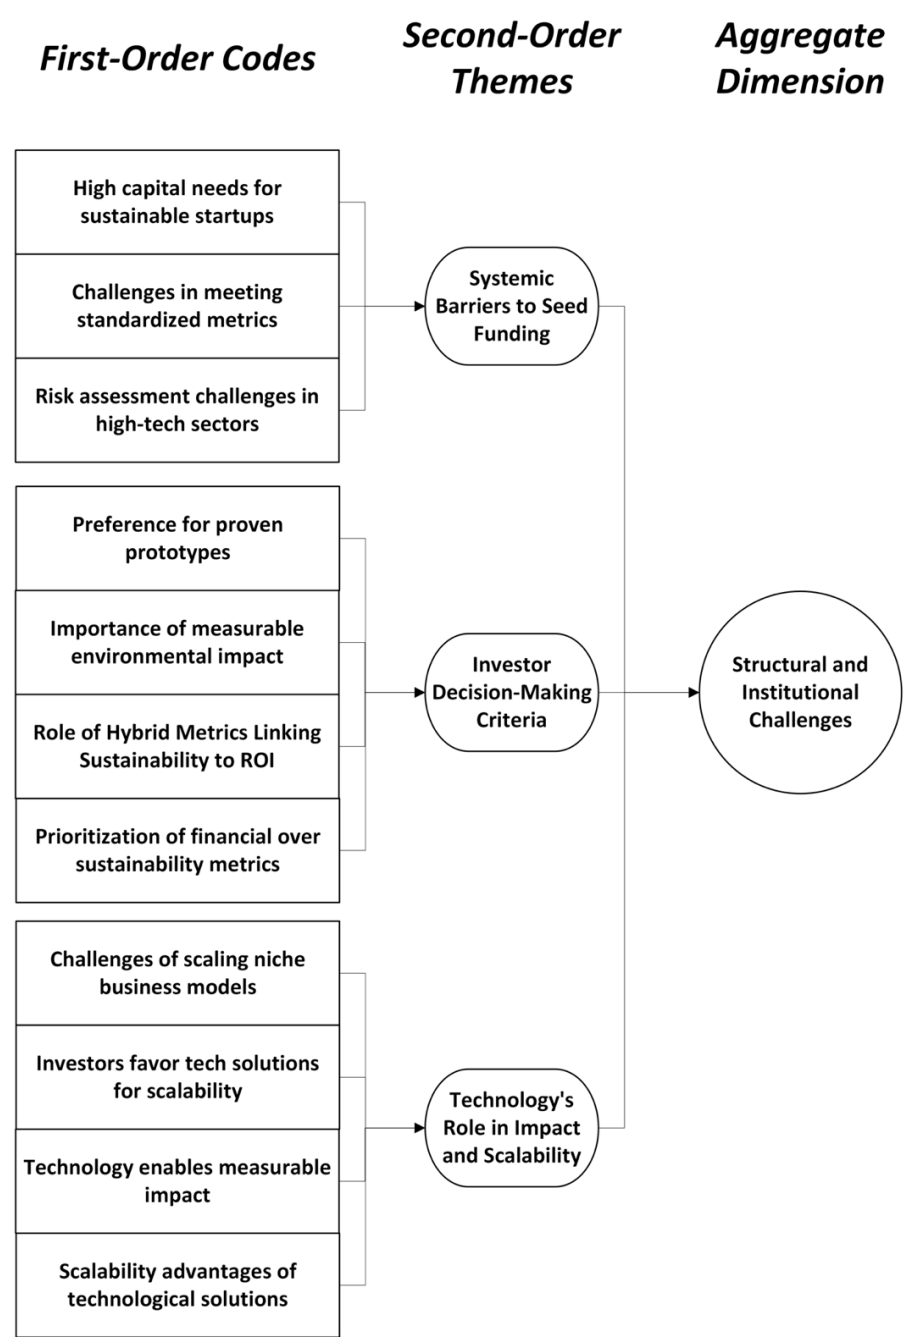 First-Order Codes
Second-Order
Themes
Aggregate
Dimension
High capital needs for
sustainable startups
Challenges in meeting
standardized metrics
Risk assessment challenges in
high-tech sectors
Systemic
Barriers to Seed
Funding
Preference for proven
prototypes
Importance of measurable
environmental impact
Role of Hybrid Metrics Linking
Sustainability to ROI
Prioritization of financial over
sustainability metrics
Investor
Decision-Making
Criteria
Structural and
Institutional
Challenges
Challenges of scaling niche
business models
Investors favor tech solutions
for scalability
Technology enables measurable
impact
Scalability advantages of
technological solutions
Technology's
Role in Impact
and Scalability